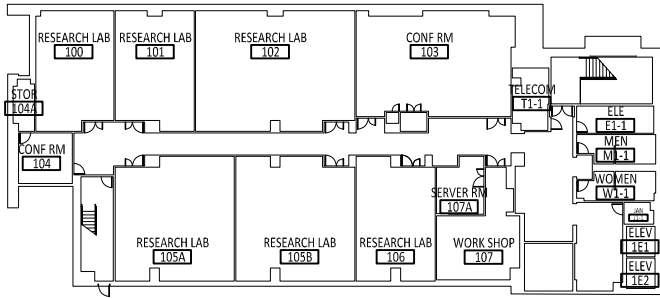 RESEARCH LAB
100
RESEARCH LAB
101
RESEARCH LAB
102
CONF RM
103
STOR
104A
TELECOM
T1-1
ELE
E1-1
MEN
M1-1
CONF RM
104
WOMEN
W1-1
SERVER RM
107A
JAN
ELEV
1E1
RESEARCH LAB
105A
RESEARCH LAB
105B
RESEARCH LAB
106
WORK SHOP
107
ELEV
1E2